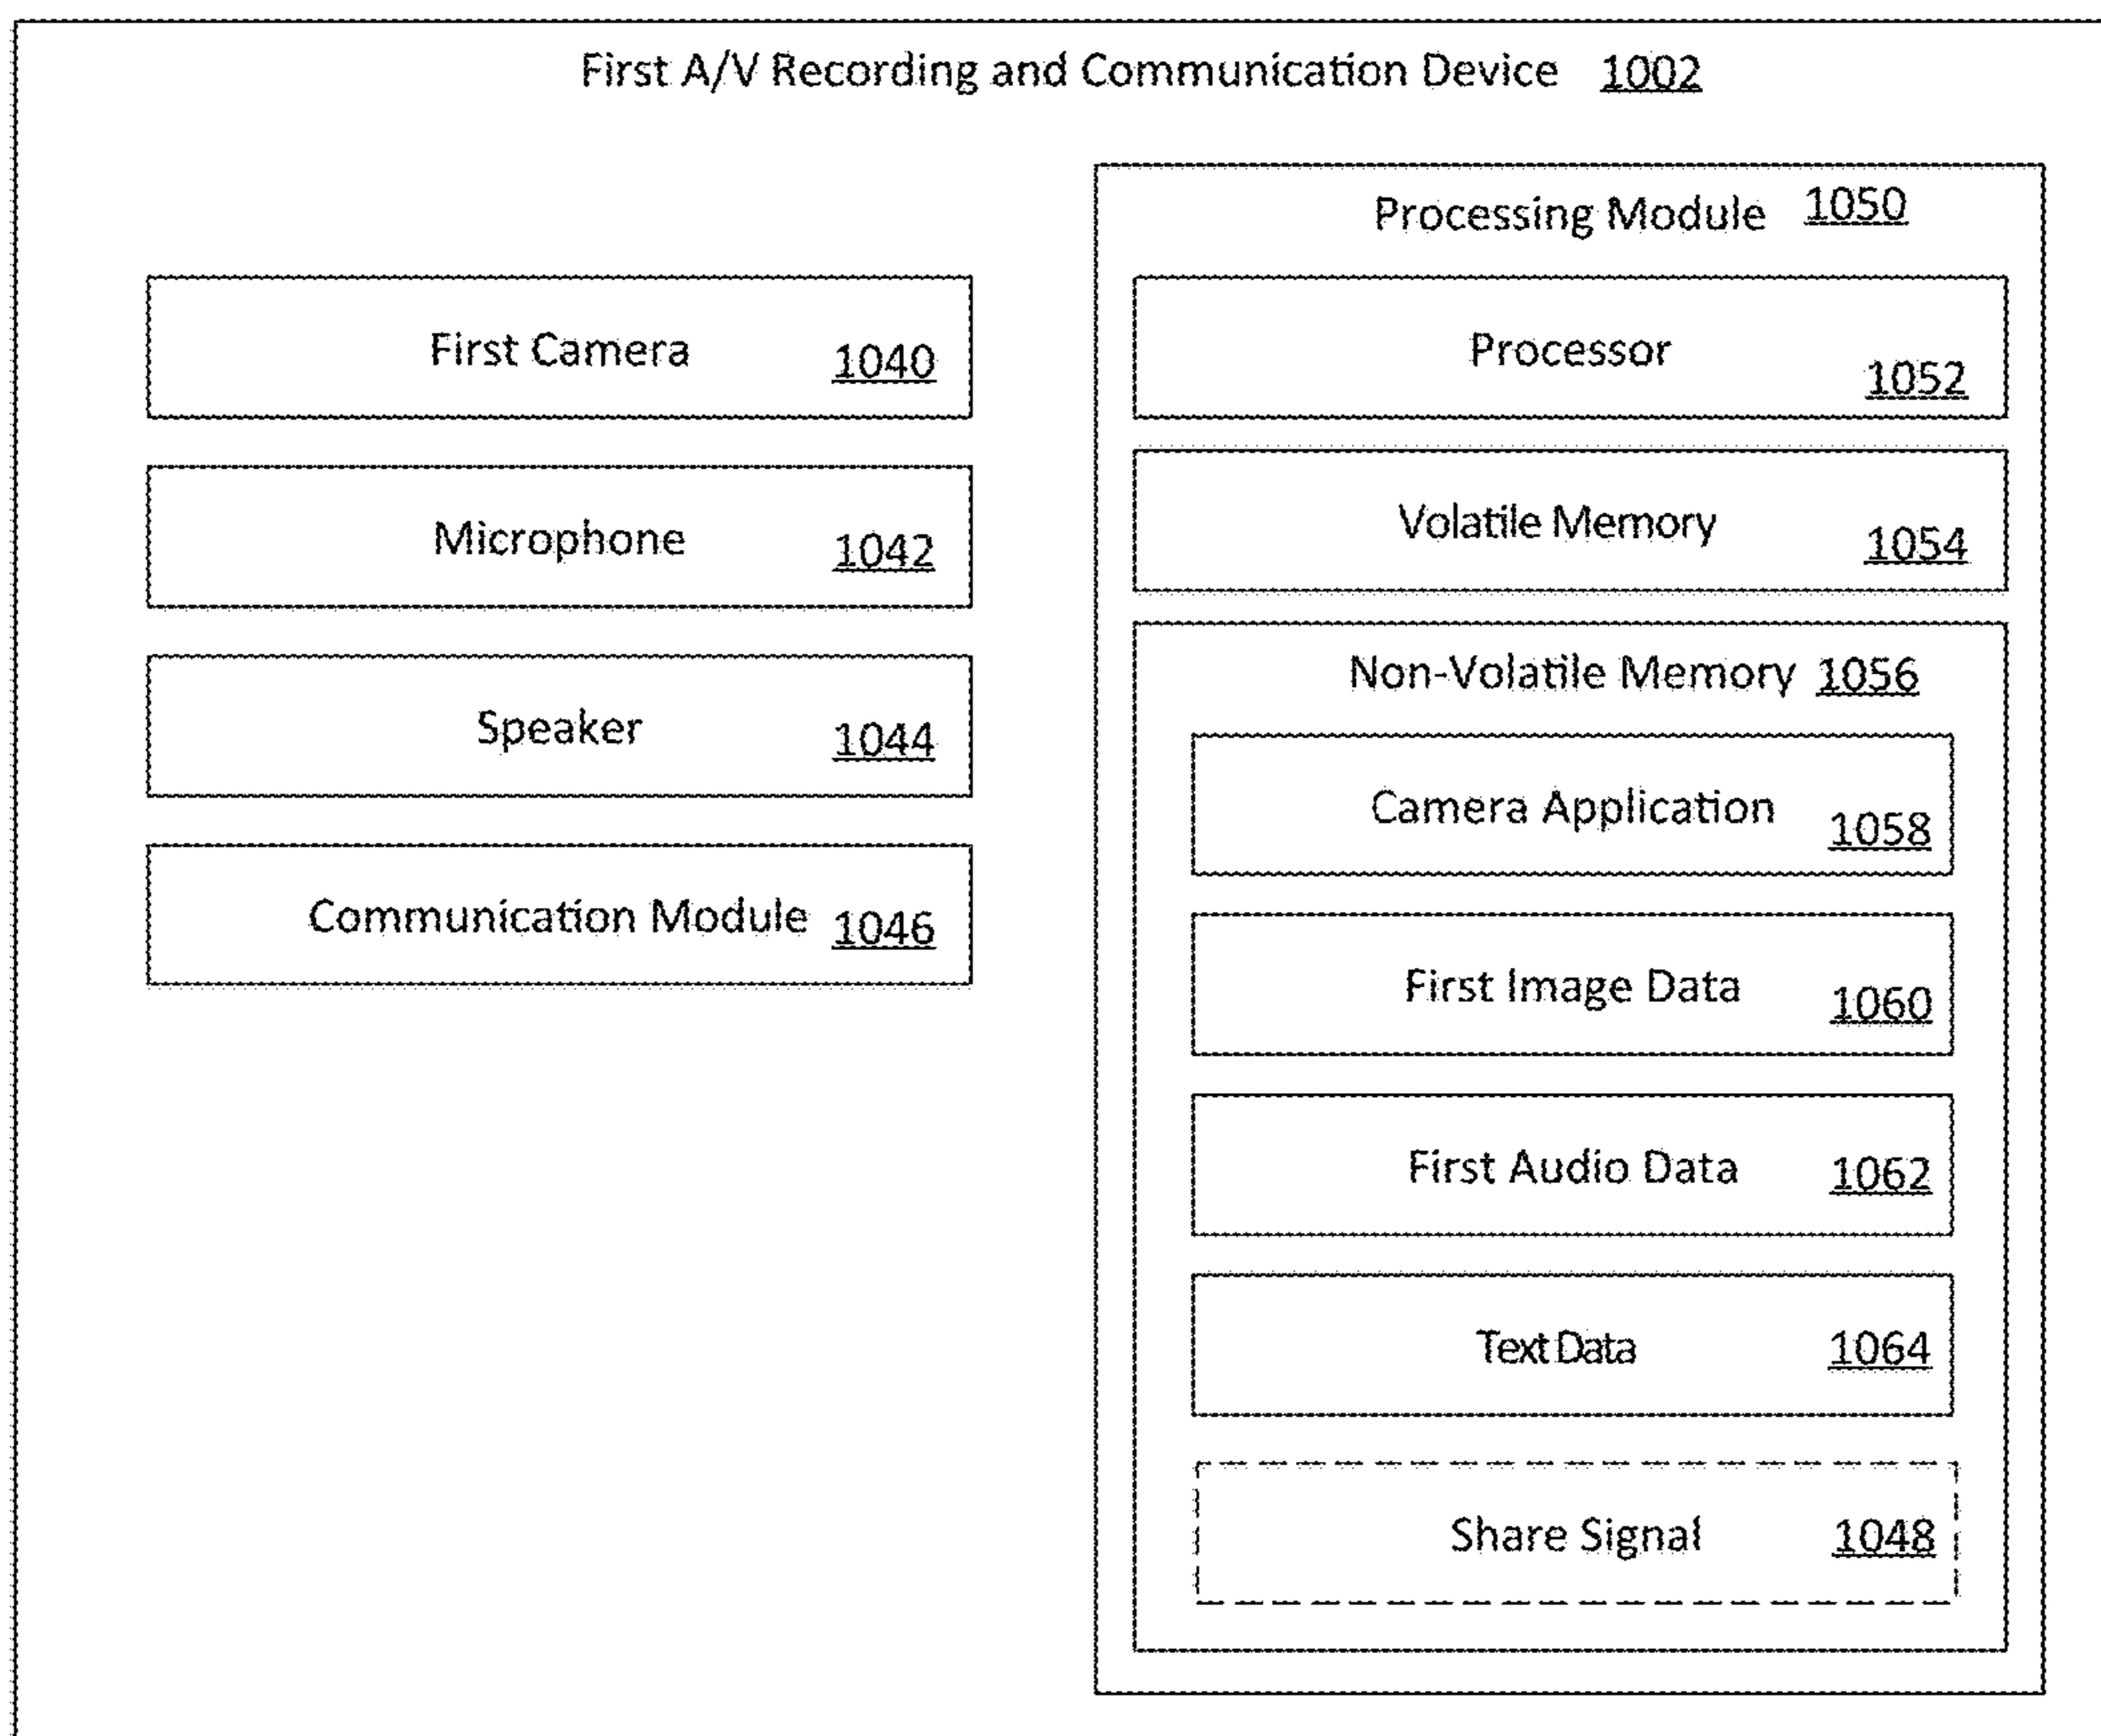 First A/V Recording and Communication Device 1002
First Camera 1040
Microphone 1042
Speaker 1044
Communication Module 1046
Processing Module 1050
Processor 1052
Volatile Memory 1054
Non-Volatile Memory 1056
Camera Application 1058
First Image Data 1060
First Audio Data 1062
Text Data 1064
Share Signal 1048